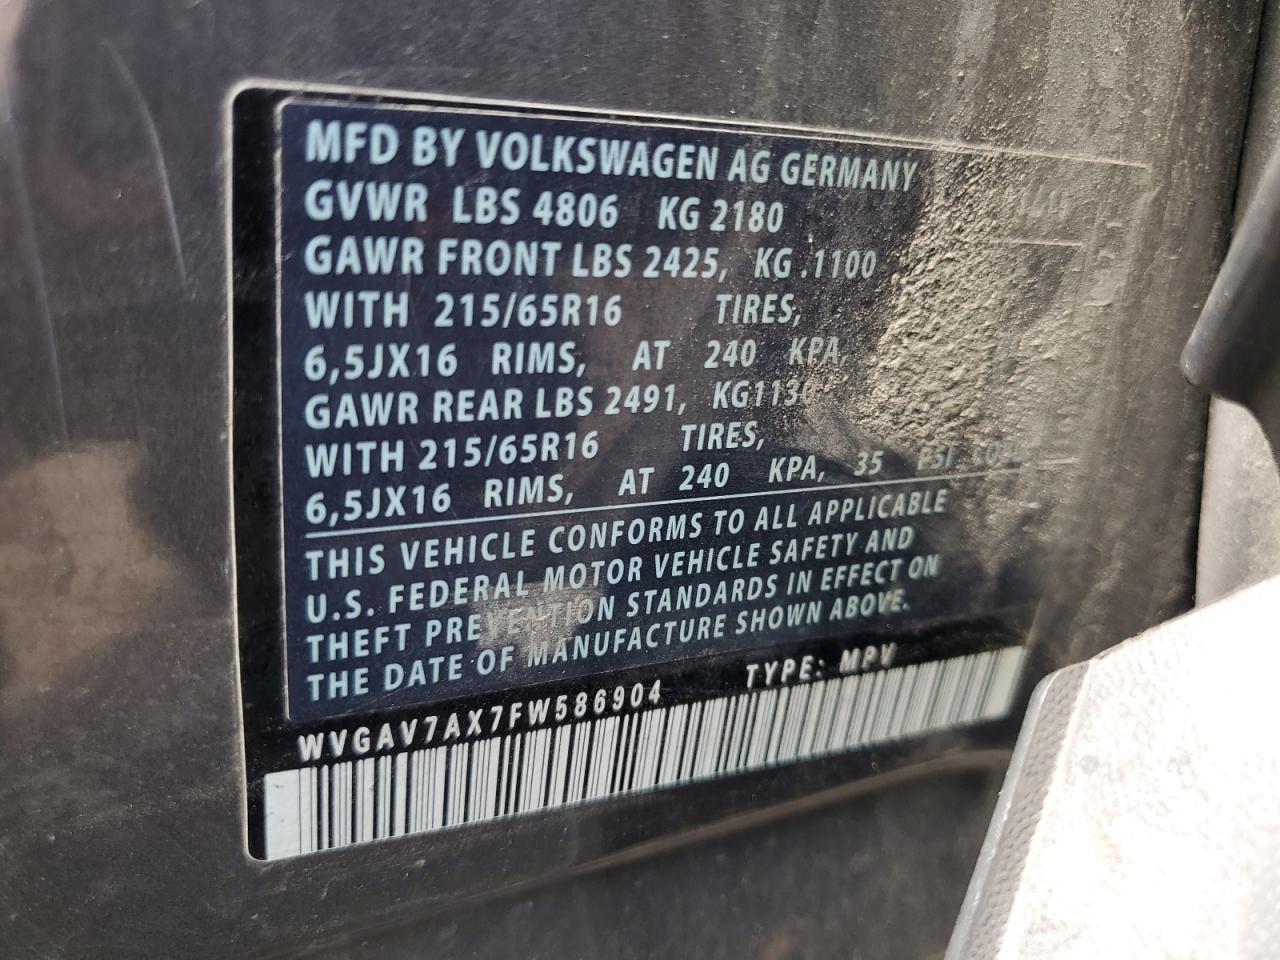 MFD BY VOLKSWAGEN AG GERMANY
GVWR LBS 4806 KG 2180
GAWR FRONT LBS 2425, KG .1100
WITH 215/65R16 TIRES,
6,5JX16 RIMS, AT 240 KPA,
GAWR REAR LBS 2491,
WITH 215/65R16 TIRES,
6,5JX16 RIMS, AT 240 KPA, 35 PSI COLD
THIS VEHICLE CONFORMS TO ALL APPLICABLE
U.S. FEDERAL MOTOR VEHICLE SAFETY AND
THEFT PREVENTION STANDARDS IN EFFECT ON
THE DATE OF MANUFACTURE SHOWN ABOVE.
WVGAV7AX7FW586904 TYPE: MPV